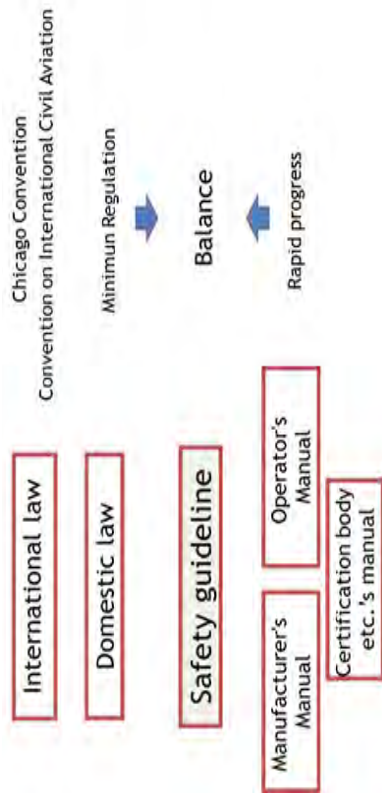 International law
Chicago Convention
Convention on International Civil Aviation
Domestic law
Minimun Regulation
Safety guideline
Balance
Manufacturer's
Manual
Operator's
Manual
Rapid progress
Certification body
etc.'s manual